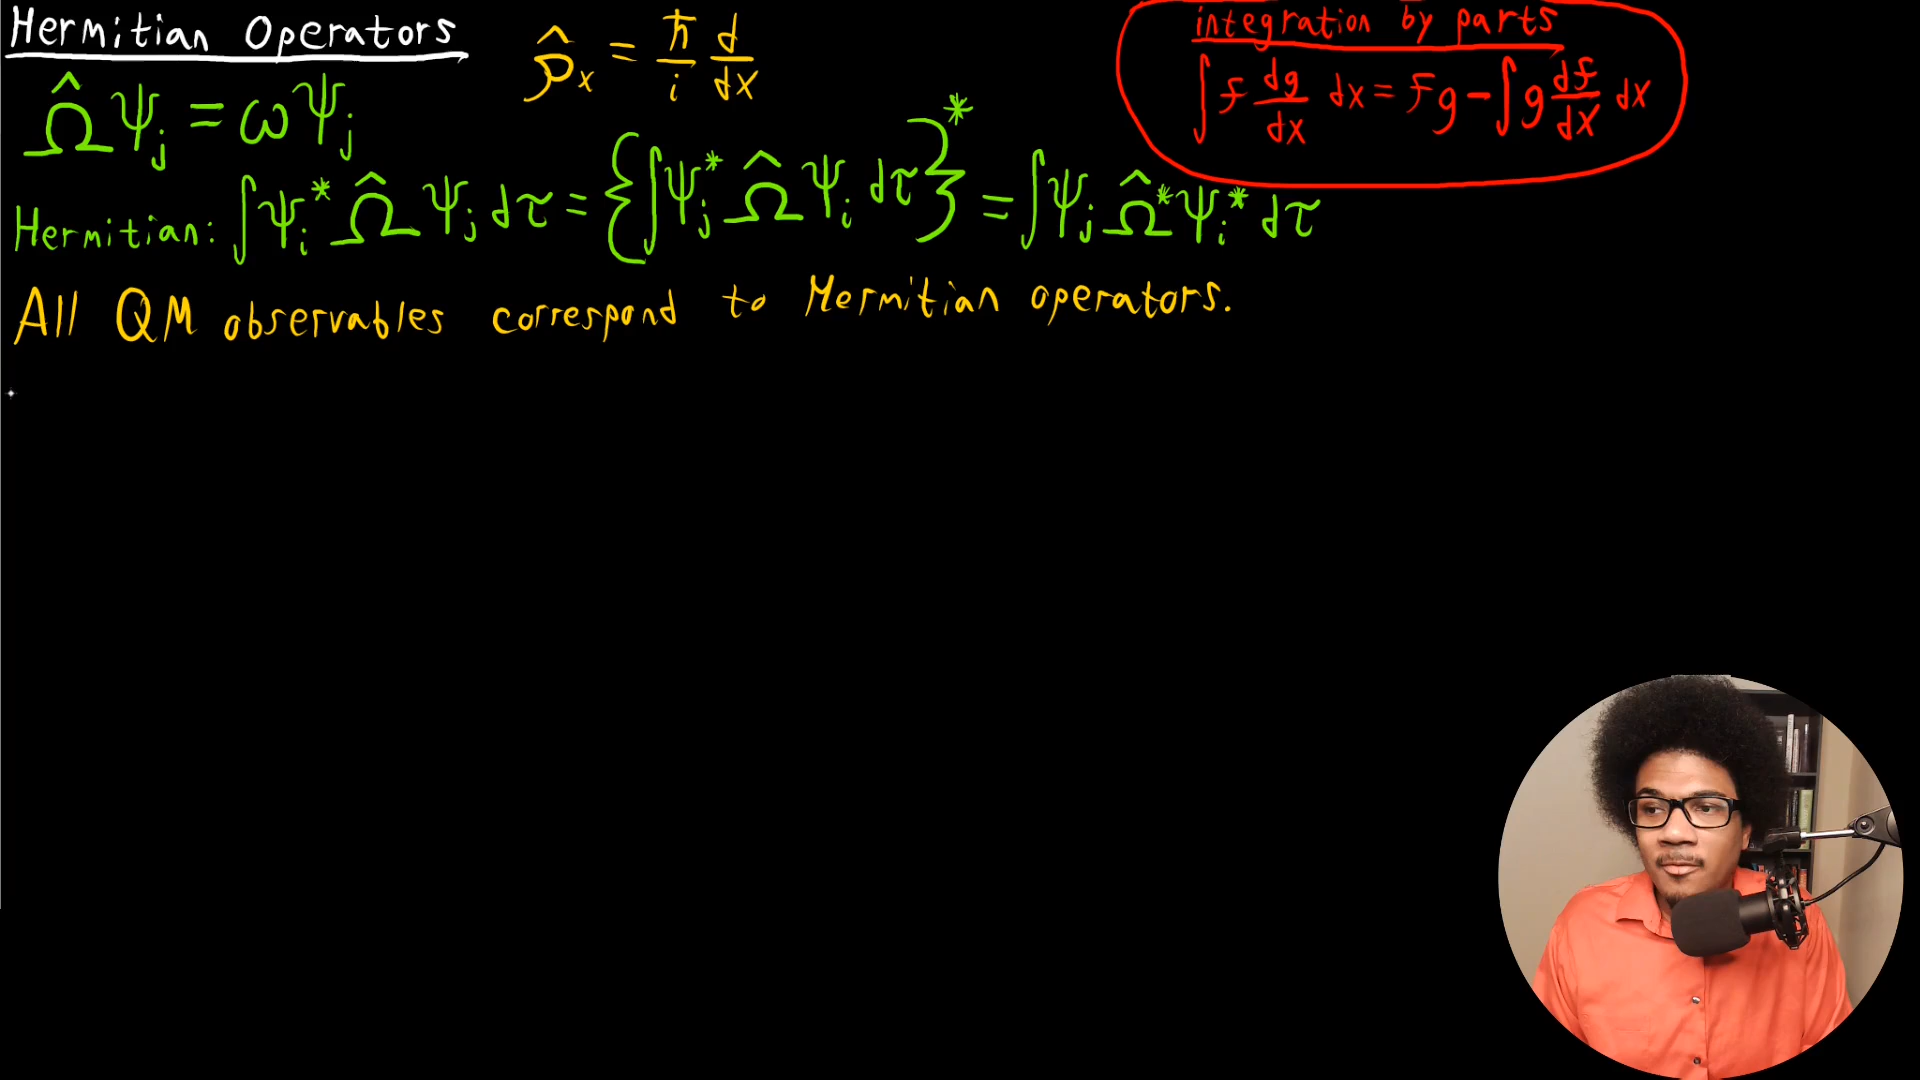 Hermitian Operators
p̂ₓ = ħ/i d/dx
integration by parts
∫ f dg/dx dx = fg − ∫ g df/dx dx
Ω̂ ψⱼ = ω ψⱼ
Hermitian: ∫ψᵢ* Ω̂ ψⱼ dτ = {∫ψⱼ* Ω̂ ψᵢ dτ}* = ∫ψⱼ Ω̂* ψᵢ* dτ
All QM observables correspond to Hermitian operators.